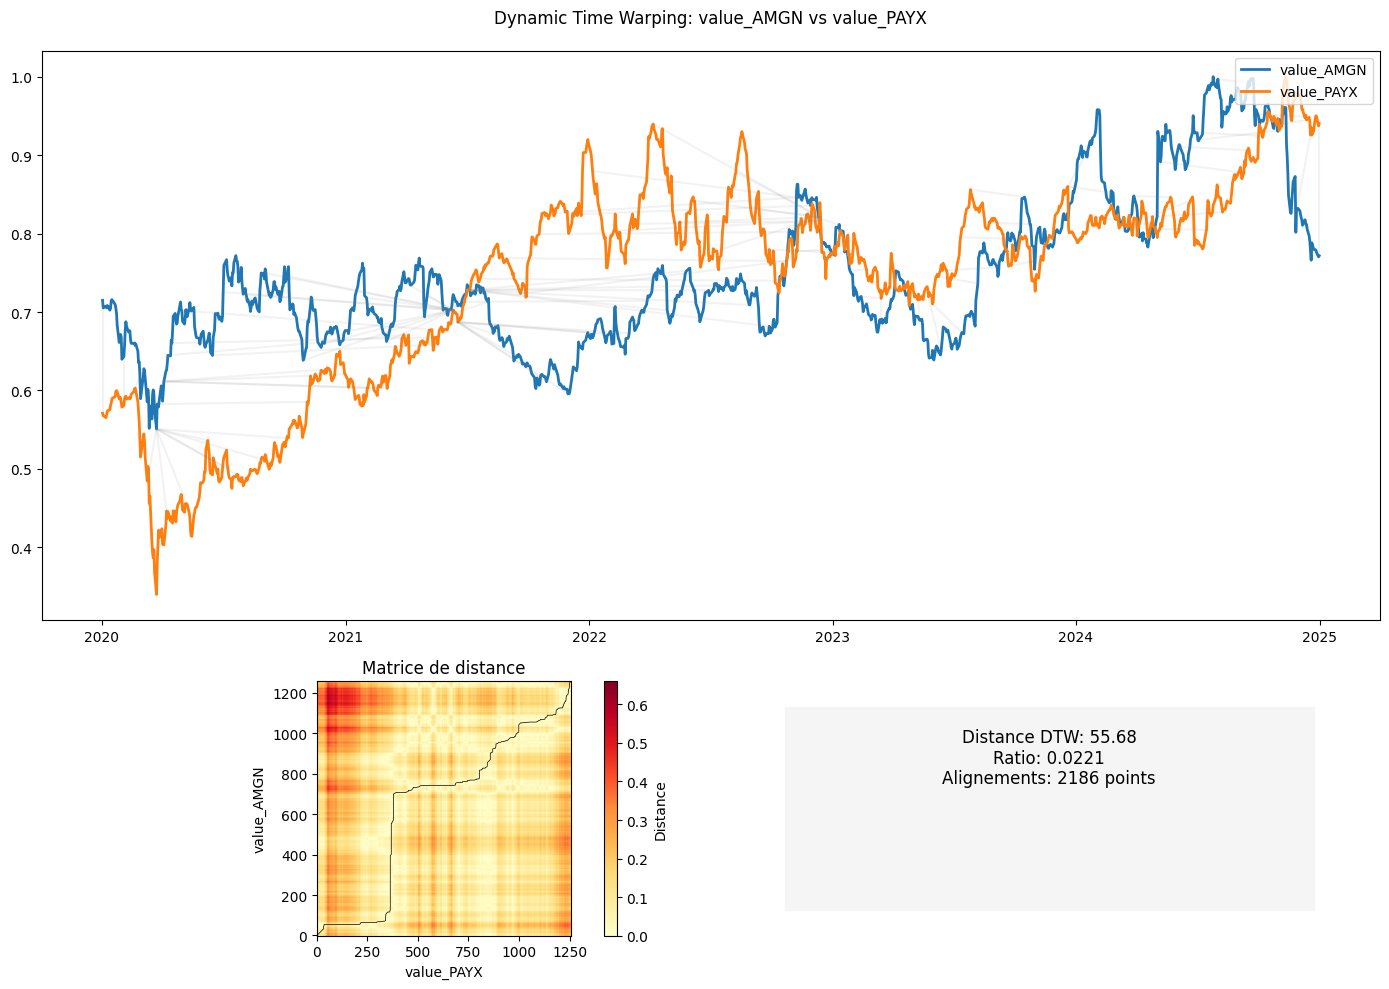 Dynamic Time Warping: value_AMGN vs value_PAYX
value_AMGN
value_PAYX
1.0
0.9
0.8
0.7
0.6
0.5
0.4
2020 2021 2022 2023 2024 2025
Matrice de distance
1200
1000
800
600
400
200
0
value_AMGN
0 250 500 750 1000 1250
value_PAYX
0.6
0.5
0.4
0.3
0.2
0.1
0.0
Distance
Distance DTW: 55.68
Ratio: 0.0221
Alignements: 2186 points